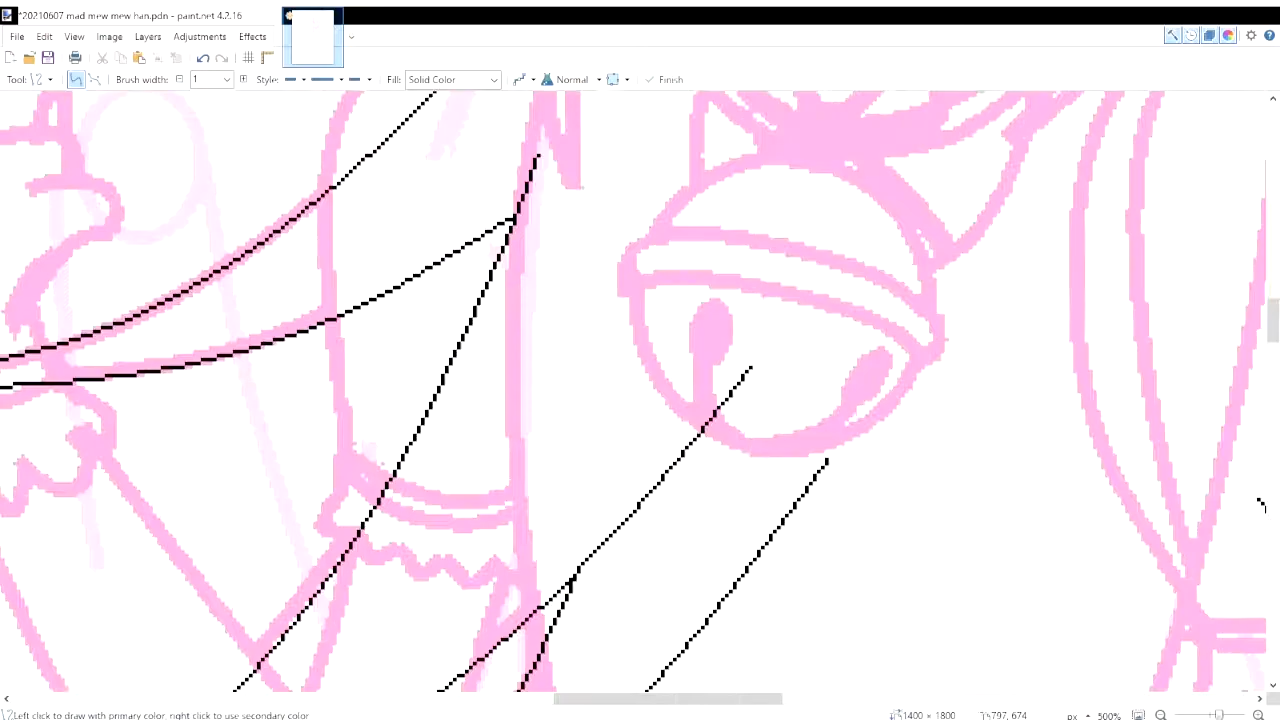 *20210607 mad mew mew han.pdn - paint.net 4.2.16
File Edit View Image Layers Adjustments Effects
Tool: Brush width: 1 Style: Fill: Solid Color Normal Finish
Left click to draw with primary color, right click to use secondary color 1400 × 1800 797, 674 px 500%